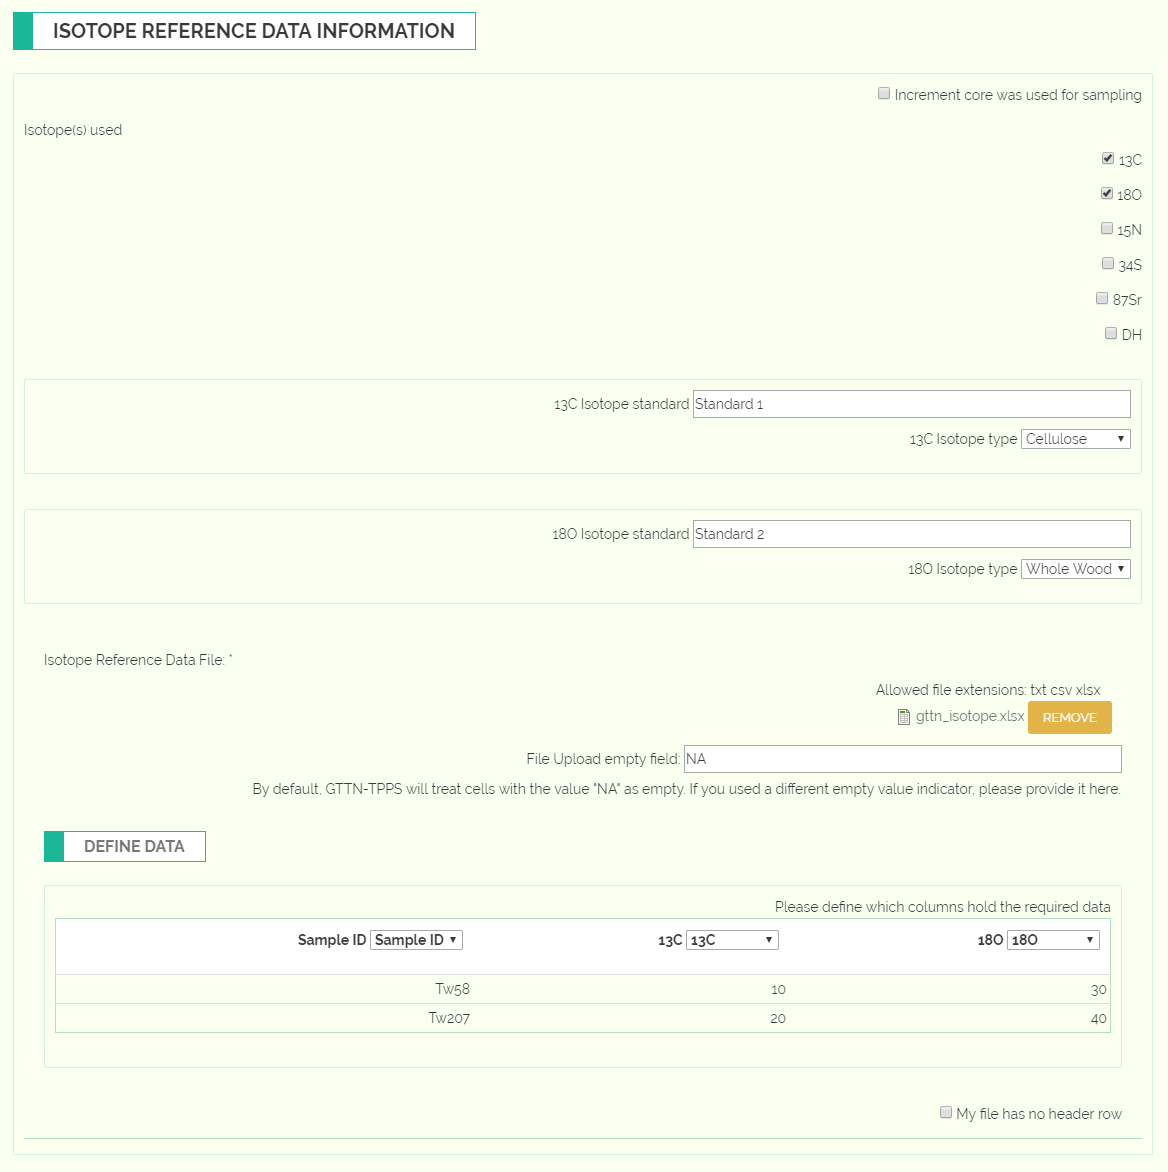 ISOTOPE REFERENCE DATA INFORMATION
Increment core was used for sampling
Isotope(s) used
13C
18O
15N
34S
87Sr
DH
13C Isotope standard Standard 1
13C Isotope type Cellulose
18O Isotope standard Standard 2
18O Isotope type Whole Wood
Isotope Reference Data File: *
Allowed file extensions: txt csv xlsx
gttn_isotope.xlsx REMOVE
File Upload empty field: NA
By default, GTTN-TPPS will treat cells with the value "NA" as empty. If you used a different empty value indicator, please provide it here.
DEFINE DATA
Please define which columns hold the required data
Sample ID Sample ID 13C 13C 18O 18O
Tw58 10 30
Tw207 20 40
My file has no header row